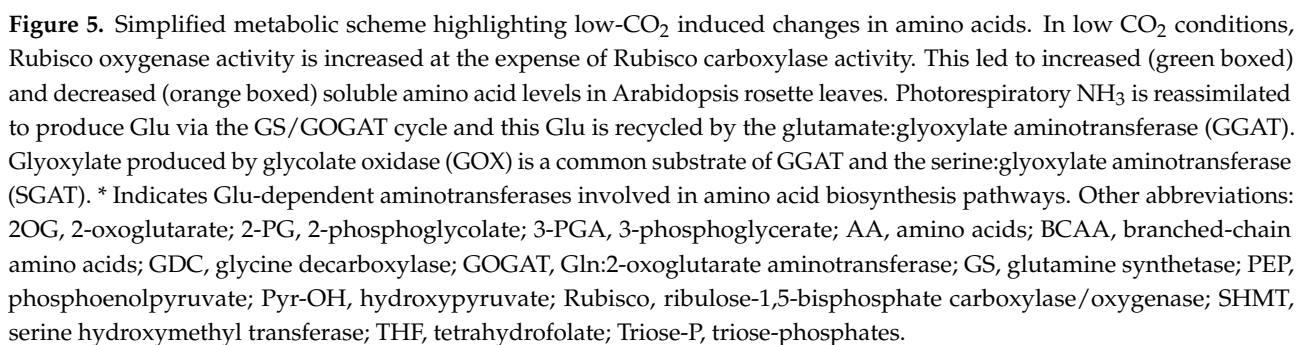 Figure 5. Simplified metabolic scheme highlighting low-CO₂ induced changes in amino acids. In low CO₂ conditions,
Rubisco oxygenase activity is increased at the expense of Rubisco carboxylase activity. This led to increased (green boxed)
and decreased (orange boxed) soluble amino acid levels in Arabidopsis rosette leaves. Photorespiratory NH₃ is reassimilated
to produce Glu via the GS/GOGAT cycle and this Glu is recycled by the glutamate:glyoxylate aminotransferase (GGAT).
Glyoxylate produced by glycolate oxidase (GOX) is a common substrate of GGAT and the serine:glyoxylate aminotransferase
(SGAT). * Indicates Glu-dependent aminotransferases involved in amino acid biosynthesis pathways. Other abbreviations:
2OG, 2-oxoglutarate; 2-PG, 2-phosphoglycolate; 3-PGA, 3-phosphoglycerate; AA, amino acids; BCAA, branched-chain
amino acids; GDC, glycine decarboxylase; GOGAT, Gln:2-oxoglutarate aminotransferase; GS, glutamine synthetase; PEP,
phosphoenolpyruvate; Pyr-OH, hydroxypyruvate; Rubisco, ribulose-1,5-bisphosphate carboxylase/oxygenase; SHMT,
serine hydroxymethyl transferase; THF, tetrahydrofolate; Triose-P, triose-phosphates.